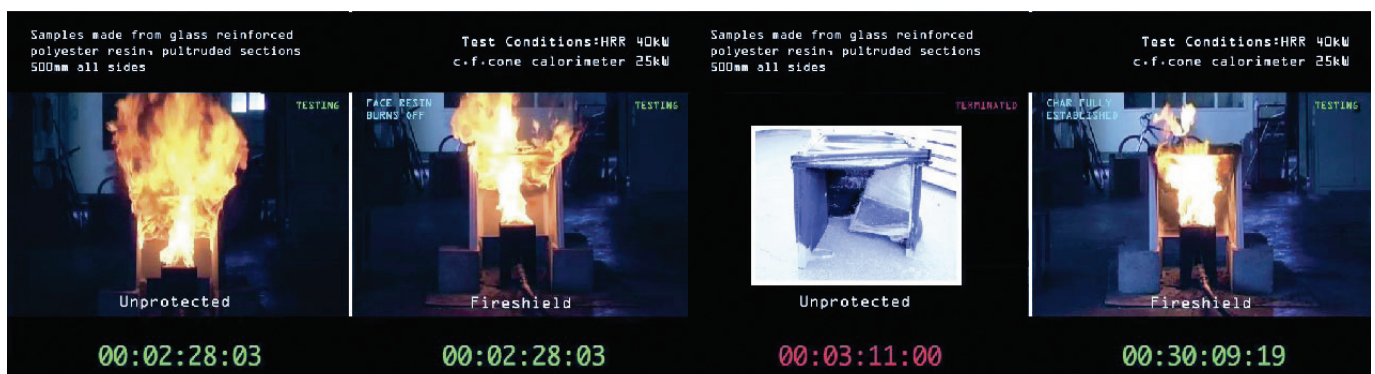 Samples made from glass reinforced
polyester resin, pultruded sections
500mm all sides
Test Conditions:HRR 40kW
c.f.cone calorimeter 25kW
TESTING
Unprotected
00:02:28:03
FACE RESIN
BURNS OFF
TESTING
Fireshield
00:02:28:03
Samples made from glass reinforced
polyester resin, pultruded sections
500mm all sides
Test Conditions:HRR 40kW
c.f.cone calorimeter 25kW
TERMINATED
Unprotected
00:03:11:00
CHAR FULLY
ESTABLISHED
TESTING
Fireshield
00:30:09:19